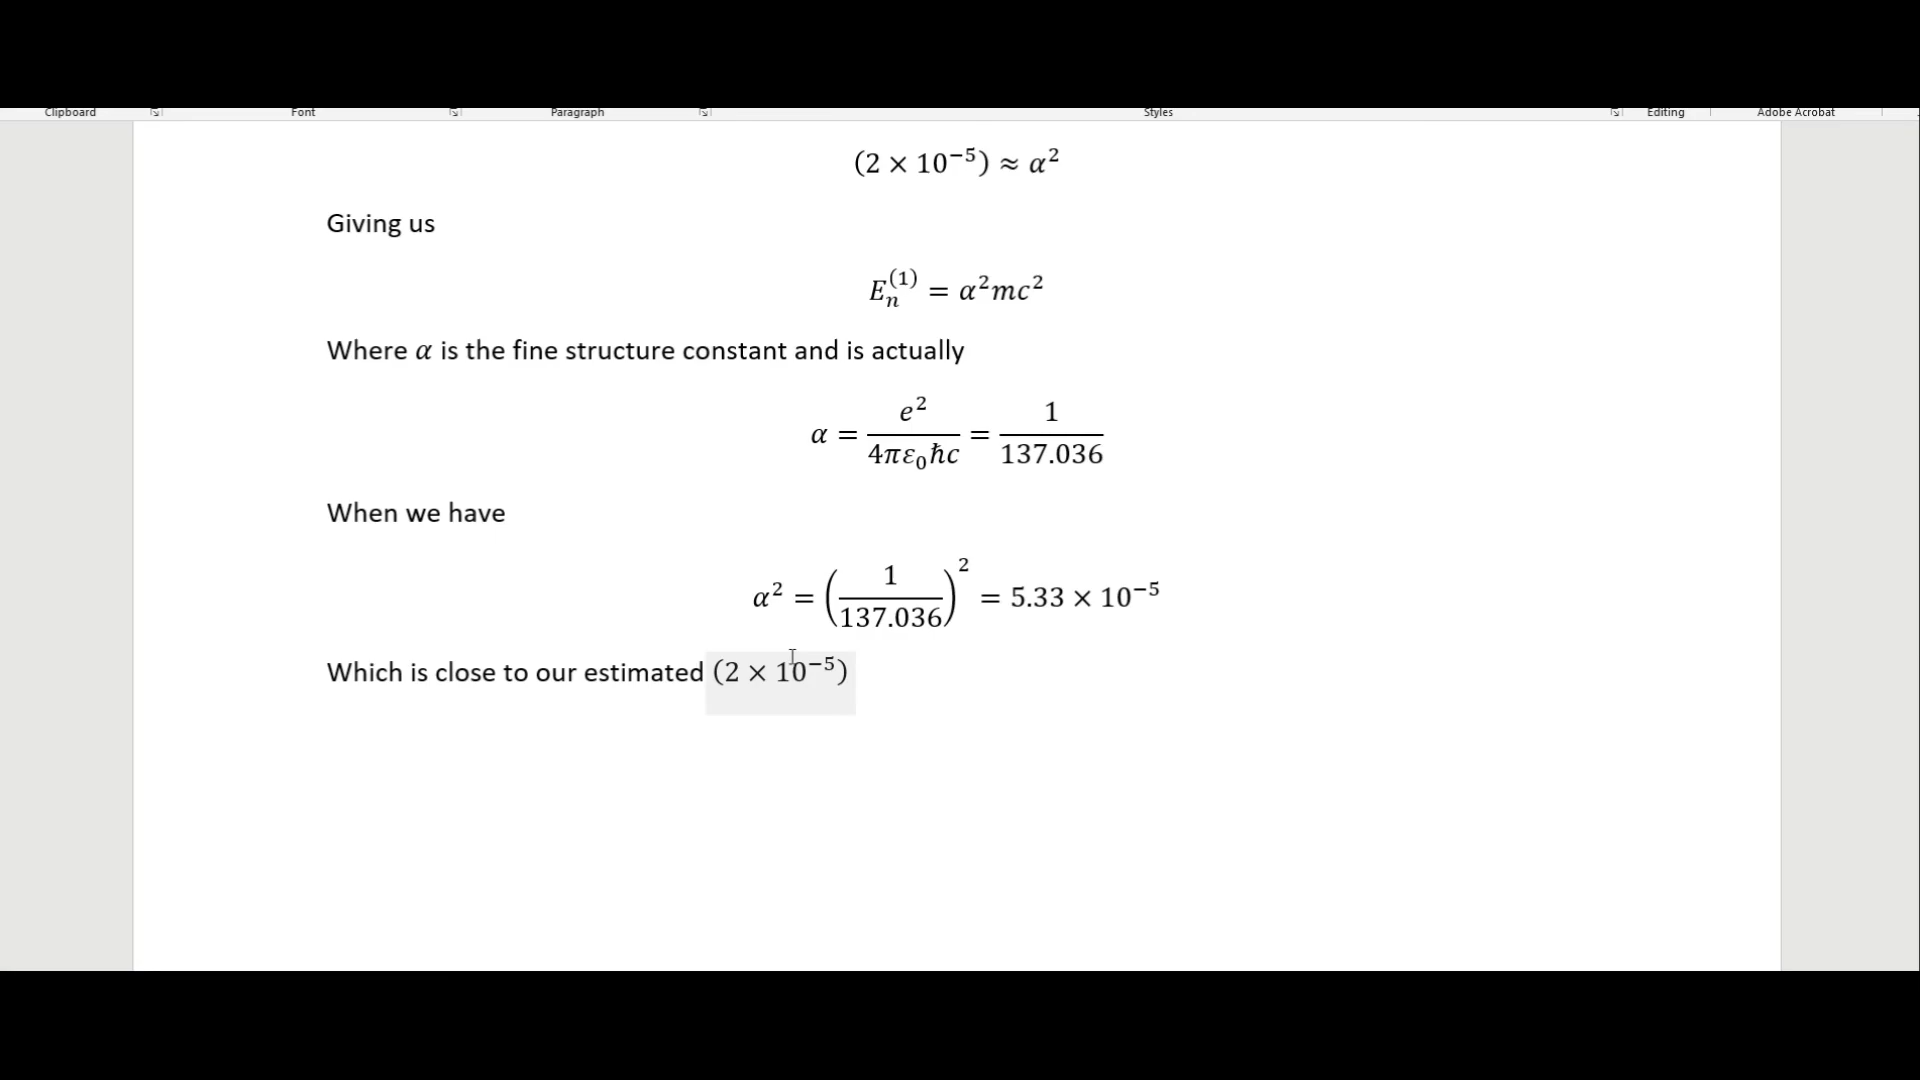 Clipboard Font Paragraph Styles Editing Adobe Acrobat
(2 × 10⁻⁵) ≈ α²
Giving us
Eₙ⁽¹⁾ = α²mc²
Where α is the fine structure constant and is actually
α = e²/4πε₀ħc = 1/137.036
When we have
α² = (1/137.036)² = 5.33 × 10⁻⁵
Which is close to our estimated (2 × 10⁻⁵)